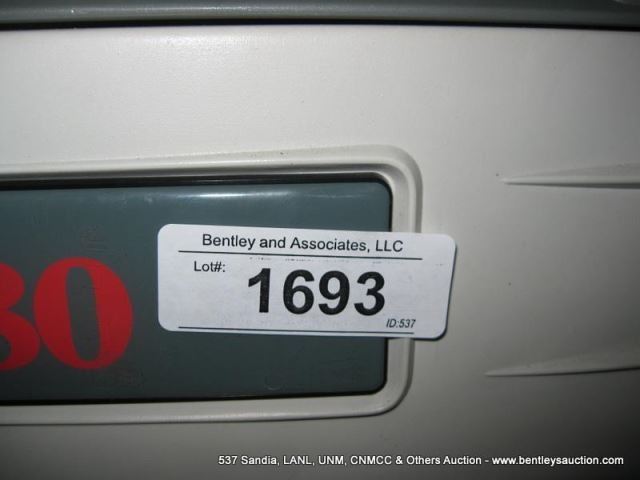 Bentley and Associates, LLC
Lot#:
1693
ID:537
30
537 Sandia, LANL, UNM, CNMCC & Others Auction - www.bentleysauction.com